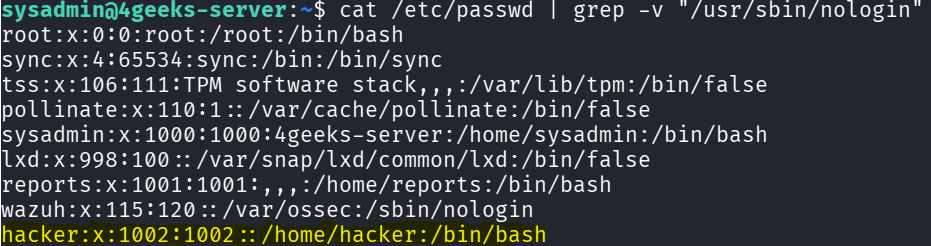 sysadmin@4geeks-server:~$ cat /etc/passwd | grep -v "/usr/sbin/nologin"
root:x:0:0:root:/root:/bin/bash
sync:x:4:65534:sync:/bin:/bin/sync
tss:x:106:111:TPM software stack,,,:/var/lib/tpm:/bin/false
pollinate:x:110:1::/var/cache/pollinate:/bin/false
sysadmin:x:1000:1000:4geeks-server:/home/sysadmin:/bin/bash
lxd:x:998:100::/var/snap/lxd/common/lxd:/bin/false
reports:x:1001:1001:,,,:/home/reports:/bin/bash
wazuh:x:115:120::/var/ossec:/sbin/nologin
hacker:x:1002:1002::/home/hacker:/bin/bash